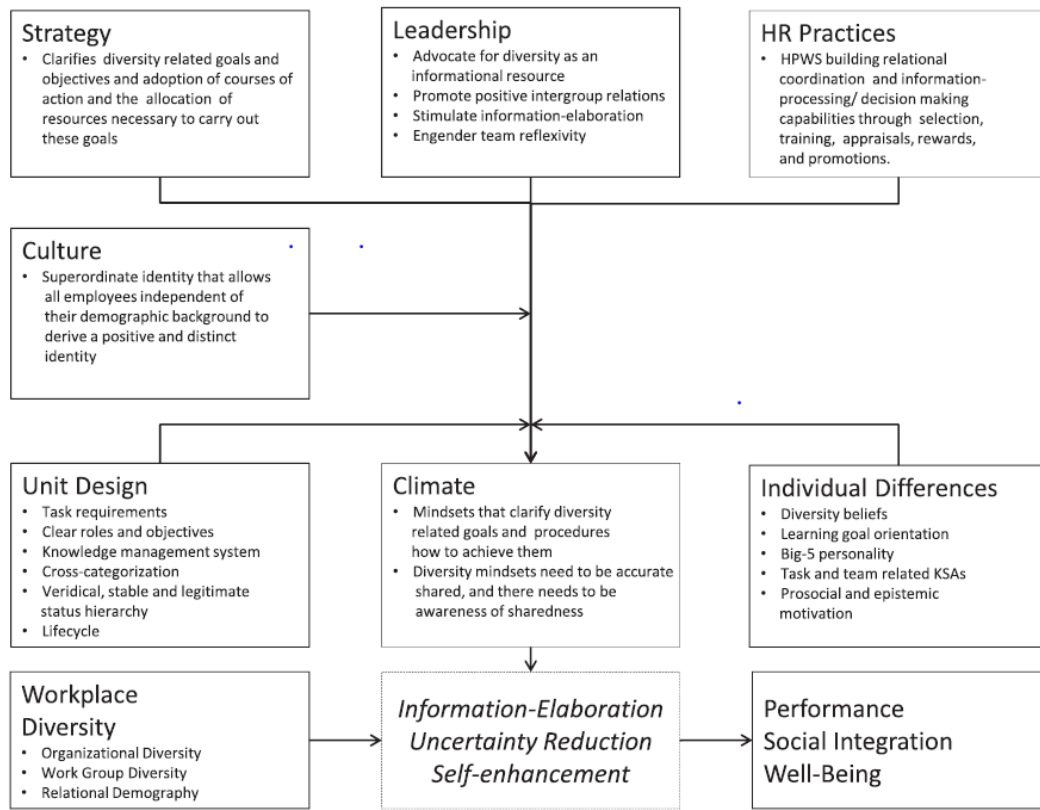 Strategy
• Clarifies diversity related goals and
objectives and adoption of courses of
action and the allocation of
resources necessary to carry out
these goals
Leadership
• Advocate for diversity as an
informational resource
• Promote positive intergroup relations
• Stimulate information-elaboration
• Engender team reflexivity
HR Practices
• HPWS building relational
coordination and information-
processing/ decision making
capabilities through selection,
training, appraisals, rewards,
and promotions.
Culture
• Superordinate identity that allows
all employees independent of
their demographic background to
derive a positive and distinct
identity
Unit Design
• Task requirements
• Clear roles and objectives
• Knowledge management system
• Cross-categorization
• Veridical, stable and legitimate
status hierarchy
• Lifecycle
Climate
• Mindsets that clarify diversity
related goals and procedures
how to achieve them
• Diversity mindsets need to be accurate
shared, and there needs to be
awareness of sharedness
Individual Differences
• Diversity beliefs
• Learning goal orientation
• Big-5 personality
• Task and team related KSAs
• Prosocial and epistemic
motivation
Workplace
Diversity
• Organizational Diversity
• Work Group Diversity
• Relational Demography
Information-Elaboration
Uncertainty Reduction
Self-enhancement
Performance
Social Integration
Well-Being